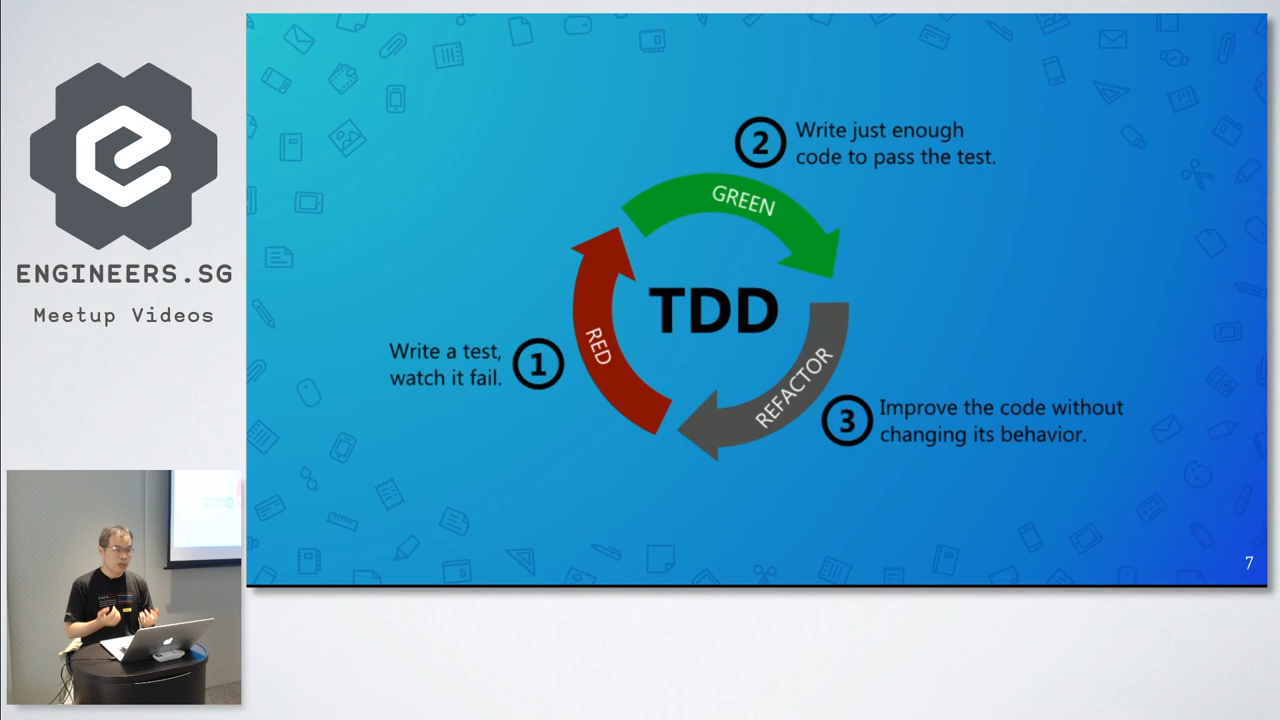 ENGINEERS.SG
Meetup Videos
2
Write just enough
code to pass the test.
GREEN
TDD
RED
Write a test,
watch it fail.
1
REFACTOR
3
Improve the code without
changing its behavior.
7